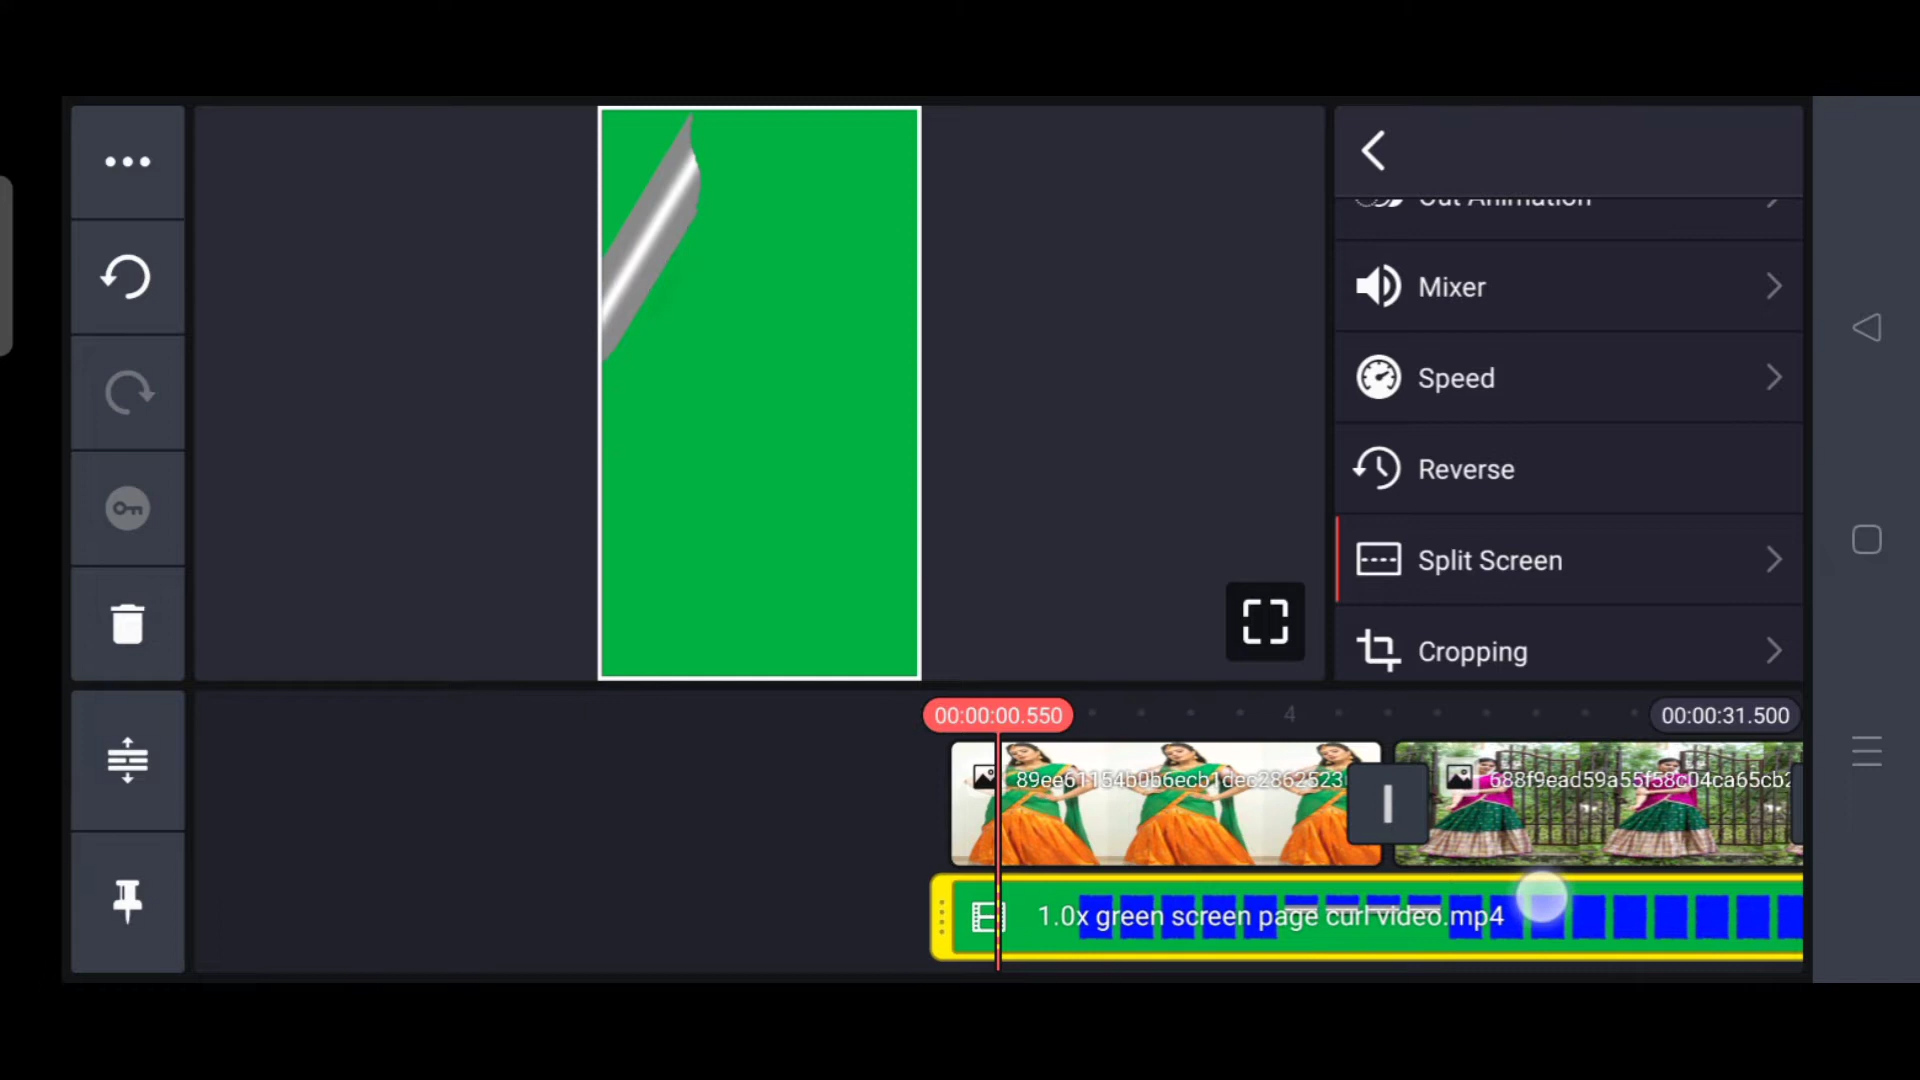 Out Animation
Mixer
Speed
Reverse
Split Screen
Cropping
00:00:00.550
4
00:00:31.500
89ee61154b0b6ecb1dec2862523
688f9ead59a55f58c04ca65cb2
1.0x green screen page curl video.mp4